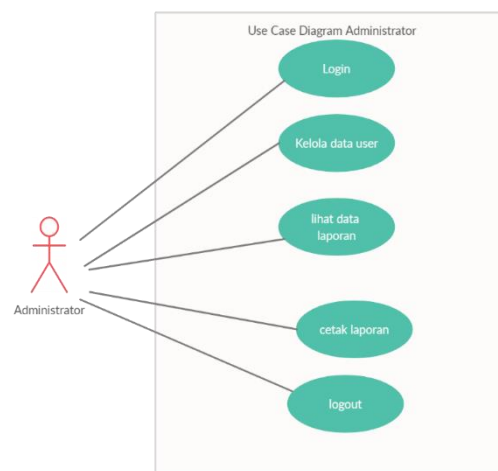 Use Case Diagram Administrator
Login
Kelola data user
lihat data
laporan
Administrator
cetak laporan
logout